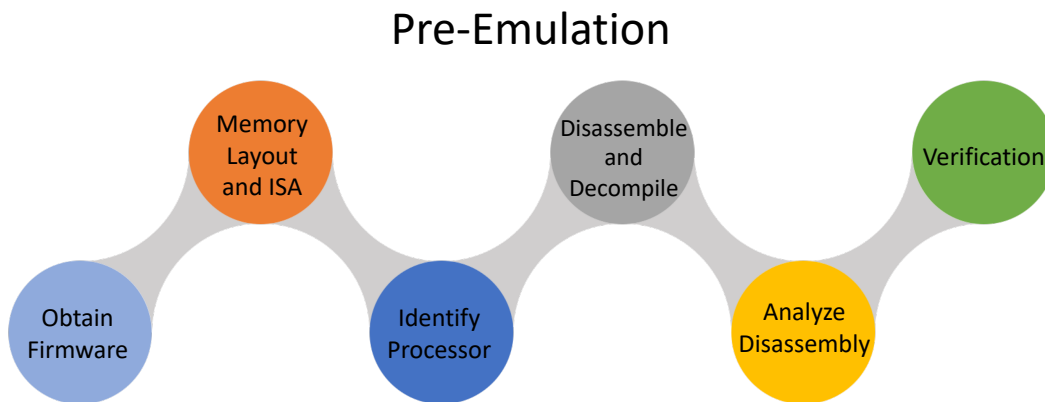 Pre-Emulation
Obtain
Firmware
Memory
Layout
and ISA
Identify
Processor
Disassemble
and
Decompile
Analyze
Disassembly
Verification